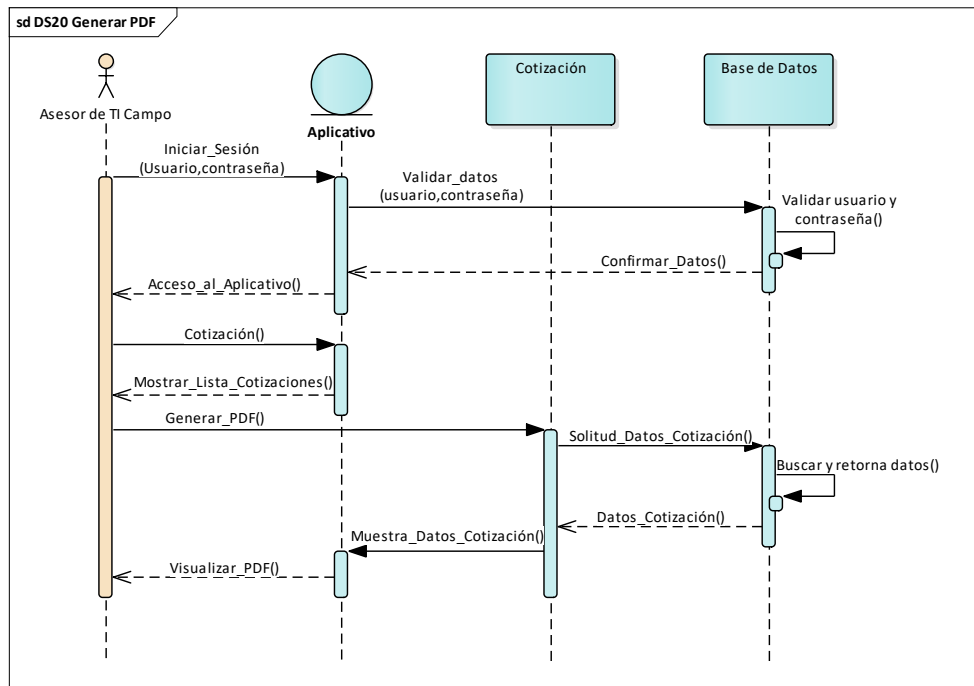 sd DS20 Generar PDF
Asesor de TI Campo
Aplicativo
Cotización
Base de Datos
Iniciar_Sesión
(Usuario,contraseña)
Validar_datos
(usuario,contraseña)
Validar usuario y
contraseña()
Confirmar_Datos()
Acceso_al_Aplicativo()
Cotización()
Mostrar_Lista_Cotizaciones()
Generar_PDF()
Solitud_Datos_Cotización()
Buscar y retorna datos()
Datos_Cotización()
Muestra_Datos_Cotización()
Visualizar_PDF()